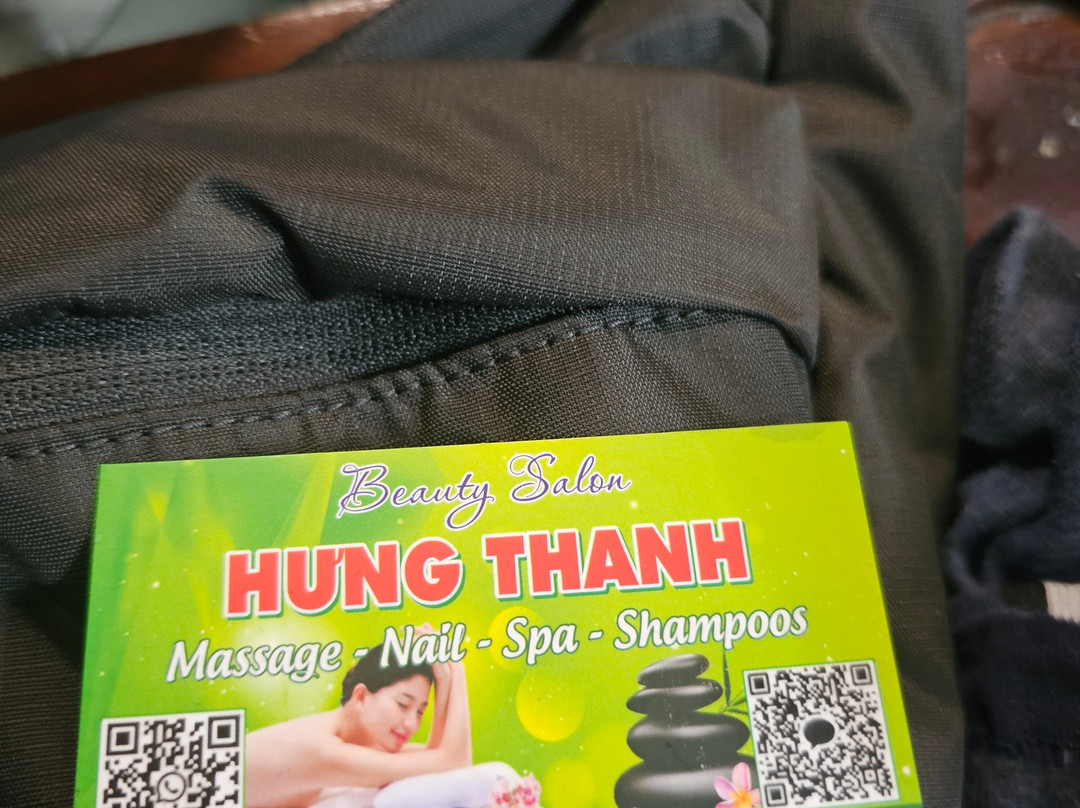 Beauty Salon
HƯNG THANH
Massage - Nail - Spa - Shampoos